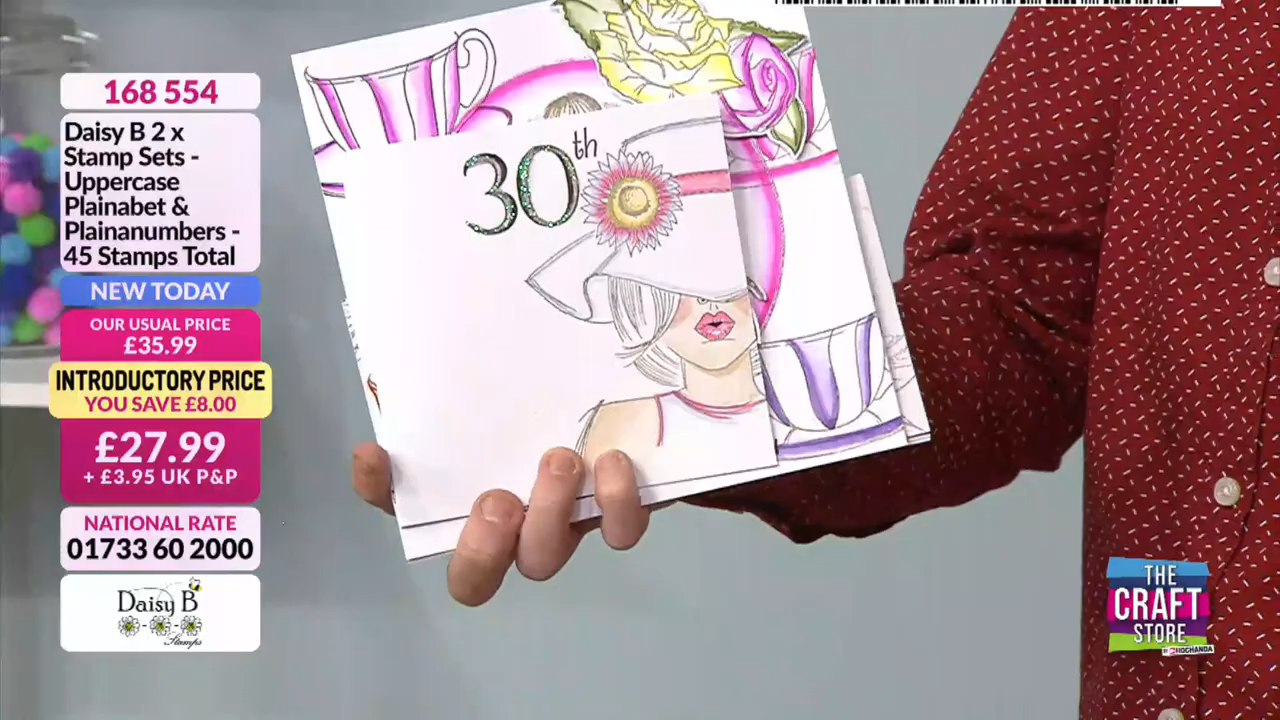 168 554
Daisy B 2 x
Stamp Sets -
Uppercase
Plainabet &
Plainanumbers -
45 Stamps Total
NEW TODAY
OUR USUAL PRICE
£35.99
INTRODUCTORY PRICE
YOU SAVE £8.00
£27.99
+ £3.95 UK P&P
NATIONAL RATE
01733 60 2000
Daisy B
Stamps
30th
THE
CRAFT
STORE
BY HOCHANDA